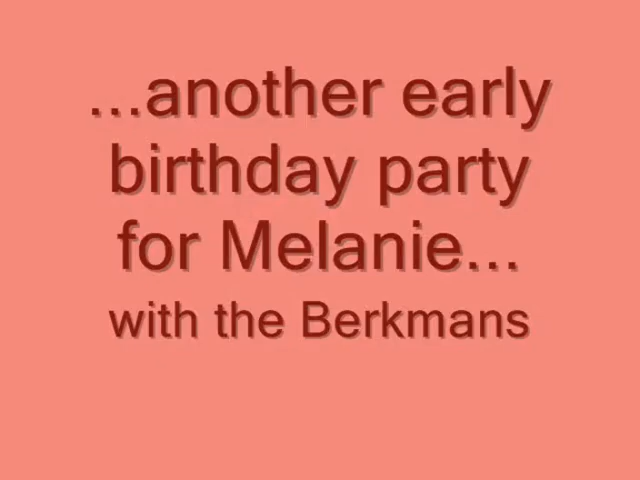 ...another early
birthday party
for Melanie...
with the Berkmans